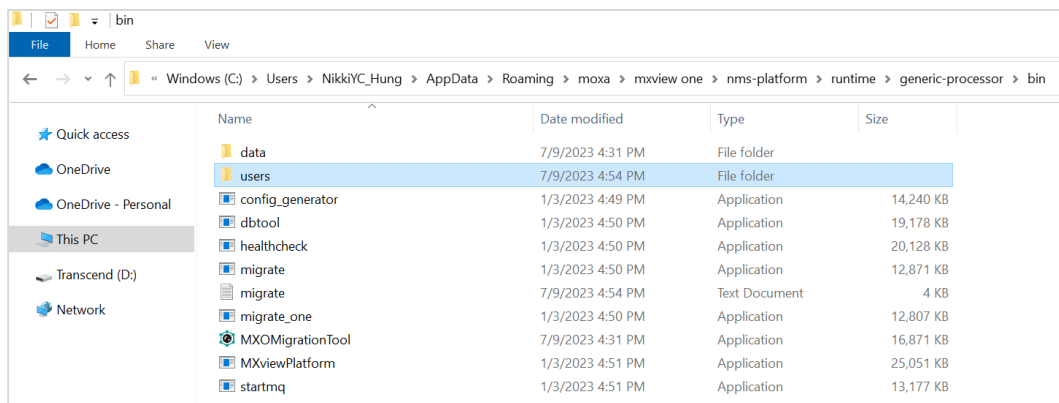 bin
File Home Share View
« Windows (C:) > Users > NikkiYC_Hung > AppData > Roaming > moxa > mxview one > nms-platform > runtime > generic-processor > bin
Quick access
OneDrive
OneDrive - Personal
This PC
Transcend (D:)
Network
Name Date modified Type Size
data 7/9/2023 4:31 PM File folder
users 7/9/2023 4:54 PM File folder
config_generator 1/3/2023 4:49 PM Application 14,240 KB
dbtool 1/3/2023 4:50 PM Application 19,178 KB
healthcheck 1/3/2023 4:50 PM Application 20,128 KB
migrate 1/3/2023 4:50 PM Application 12,871 KB
migrate 7/9/2023 4:54 PM Text Document 4 KB
migrate_one 1/3/2023 4:50 PM Application 12,807 KB
MXOMigrationTool 7/9/2023 4:31 PM Application 16,871 KB
MXviewPlatform 1/3/2023 4:51 PM Application 25,051 KB
startmq 1/3/2023 4:51 PM Application 13,177 KB